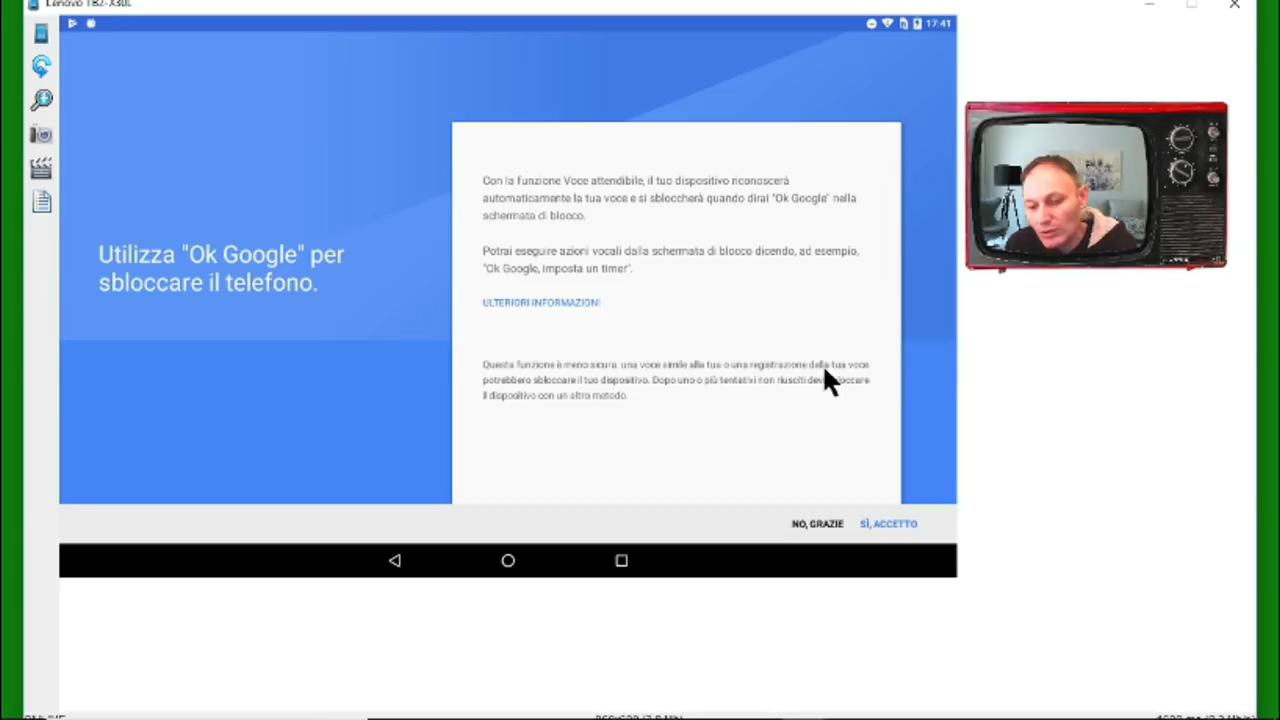 Lenovo TB2-X30L
17:41
Utilizza "Ok Google" per
sbloccare il telefono.
Con la funzione Voce attendibile, il tuo dispositivo riconoscerà
automaticamente la tua voce e si sbloccherà quando dirai "Ok Google" nella
schermata di blocco.
Potrai eseguire azioni vocali dalla schermata di blocco dicendo, ad esempio,
"Ok Google, imposta un timer".
ULTERIORI INFORMAZIONI
Questa funzione è meno sicura: una voce simile alla tua o una registrazione della tua voce
potrebbero sbloccare il tuo dispositivo. Dopo uno o più tentativi non riusciti
il dispositivo con un altro metodo.
NO, GRAZIE
SÌ, ACCETTO